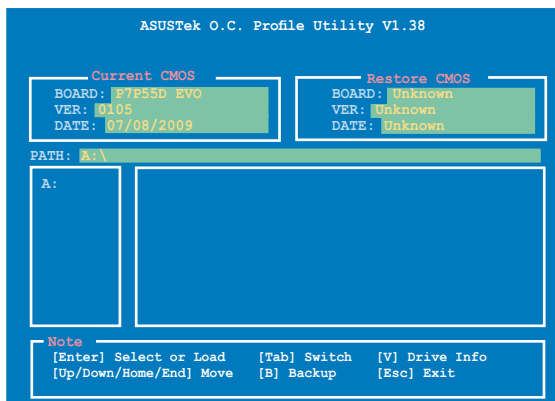 ASUSTek O.C. Profile Utility V1.38
Current CMOS
BOARD: P7P55D EVO
VER: 0105
DATE: 07/08/2009
Restore CMOS
BOARD: Unknown
VER: Unknown
DATE: Unknown
PATH: A:\
A:
Note
[Enter] Select or Load [Tab] Switch [V] Drive Info
[Up/Down/Home/End] Move [B] Backup [Esc] Exit